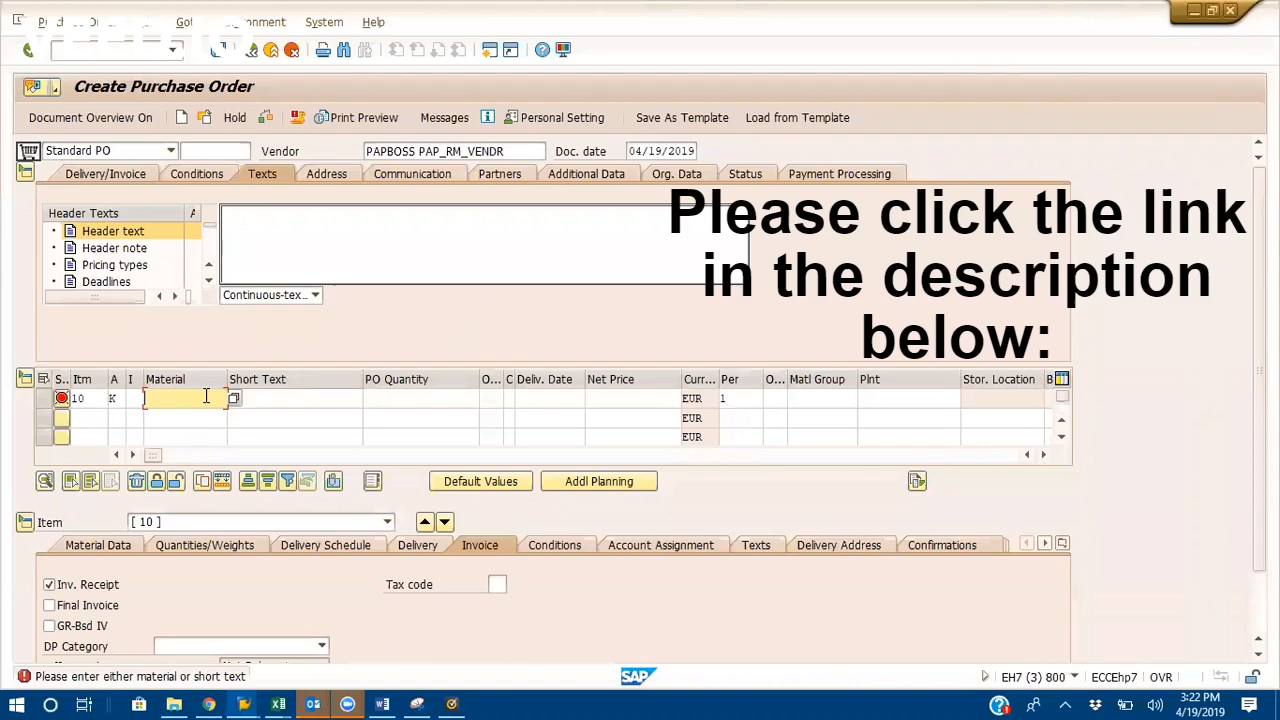 System Help
Create Purchase Order
Document Overview On Hold Print Preview Messages Personal Setting Save As Template Load from Template
Standard PO Vendor PAPBOSS PAP_RM_VENDR Doc. date 04/19/2019
Delivery/Invoice Conditions Texts Address Communication Partners Additional Data Org. Data Status Payment Processing
Please click the link
in the description
below:
Header Texts A
Header text
Header note
Pricing types
Deadlines
Continuous-tex...
S.. Itm A I Material Short Text PO Quantity O... C Deliv. Date Net Price Curr... Per O... Matl Group Plnt Stor. Location B
10 K EUR 1
EUR
EUR
Default Values Addl Planning
Item [ 10 ]
Material Data Quantities/Weights Delivery Schedule Delivery Invoice Conditions Account Assignment Texts Delivery Address Confirmations
Inv. Receipt Tax code
Final Invoice
GR-Bsd IV
DP Category
Please enter either material or short text SAP EH7 (3) 800 ECCEhp7 OVR
3:22 PM
4/19/2019